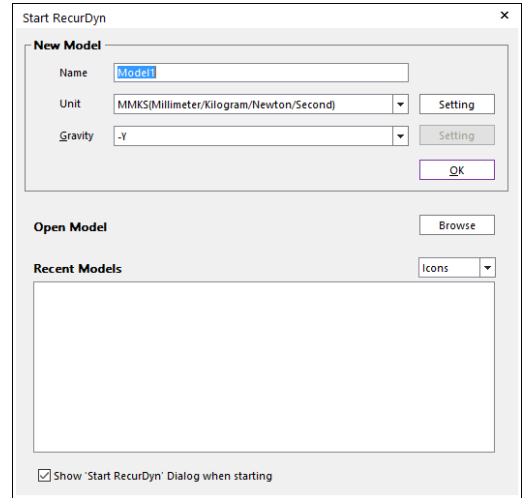 Start RecurDyn
New Model
Name Model1
Unit MMKS(Millimeter/Kilogram/Newton/Second) Setting
Gravity -Y Setting
OK
Open Model Browse
Recent Models Icons
Show 'Start RecurDyn' Dialog when starting